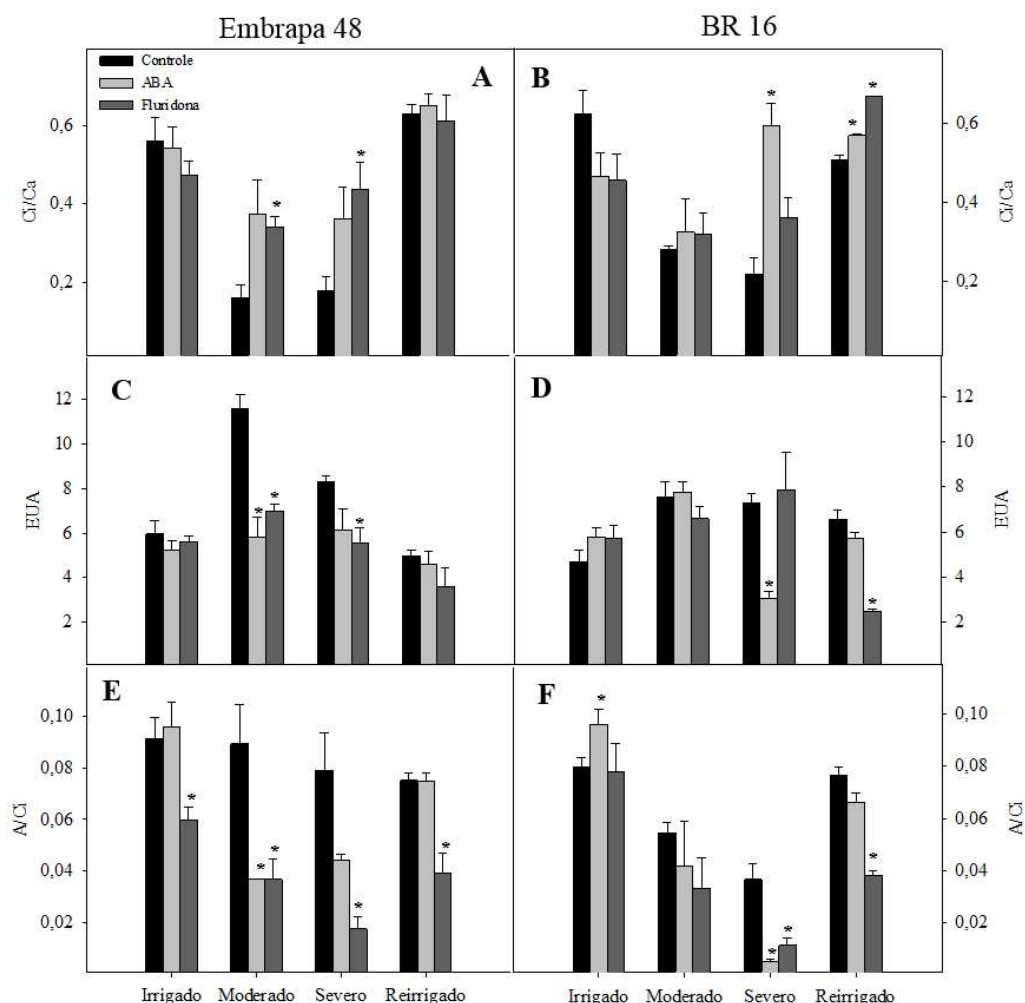 Embrapa 48
BR 16
Controle
ABA
Fluridona
A
B
Ci/Ca
0,6
0,4
0,2
*
*
*
*
*
0,6
0,4
0,2
Ci/Ca
C
D
EUA
12
10
8
6
4
2
*
*
*
*
*
12
10
8
6
4
2
EUA
E
F
A/Ci
0,10
0,08
0,06
0,04
0,02
*
*
*
*
*
*
*
*
*
0,10
0,08
0,06
0,04
0,02
A/Ci
Irrigado Moderado Severo Reirrigado
Irrigado Moderado Severo Reirrigado